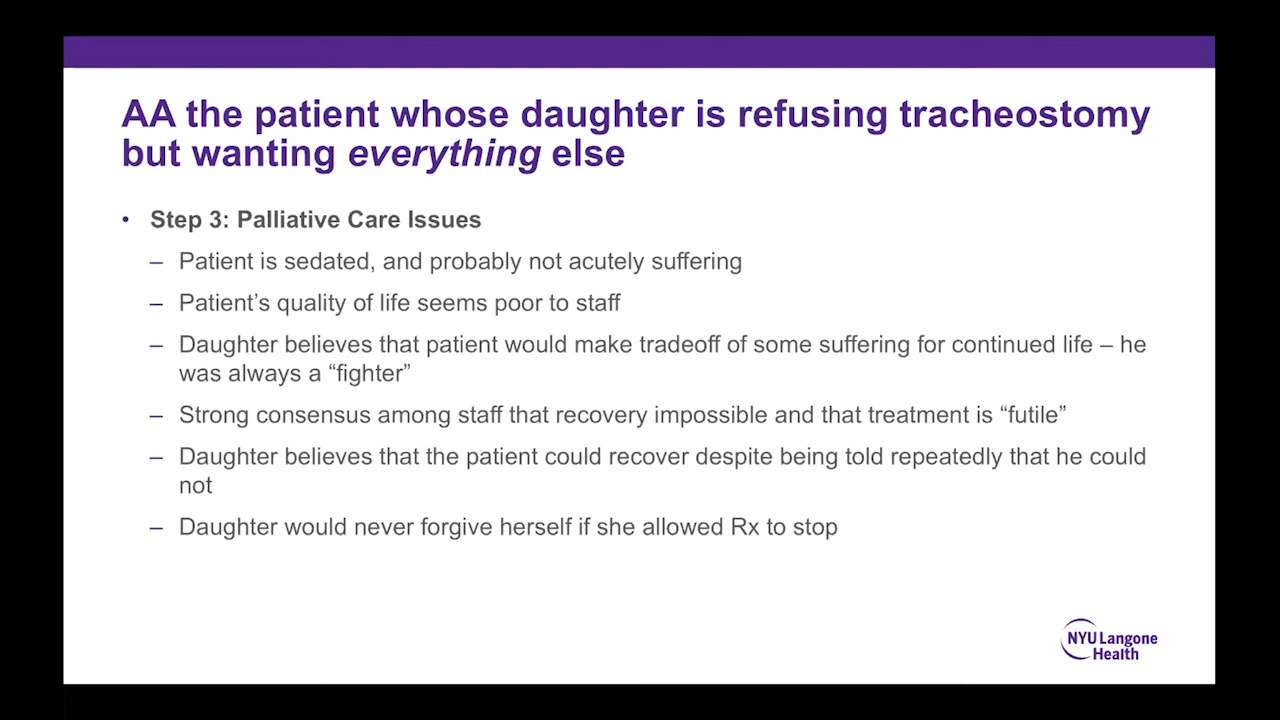 AA the patient whose daughter is refusing tracheostomy
but wanting everything else
• Step 3: Palliative Care Issues
– Patient is sedated, and probably not acutely suffering
– Patient’s quality of life seems poor to staff
– Daughter believes that patient would make tradeoff of some suffering for continued life – he
was always a “fighter”
– Strong consensus among staff that recovery impossible and that treatment is “futile”
– Daughter believes that the patient could recover despite being told repeatedly that he could
not
– Daughter would never forgive herself if she allowed Rx to stop
NYU Langone
Health